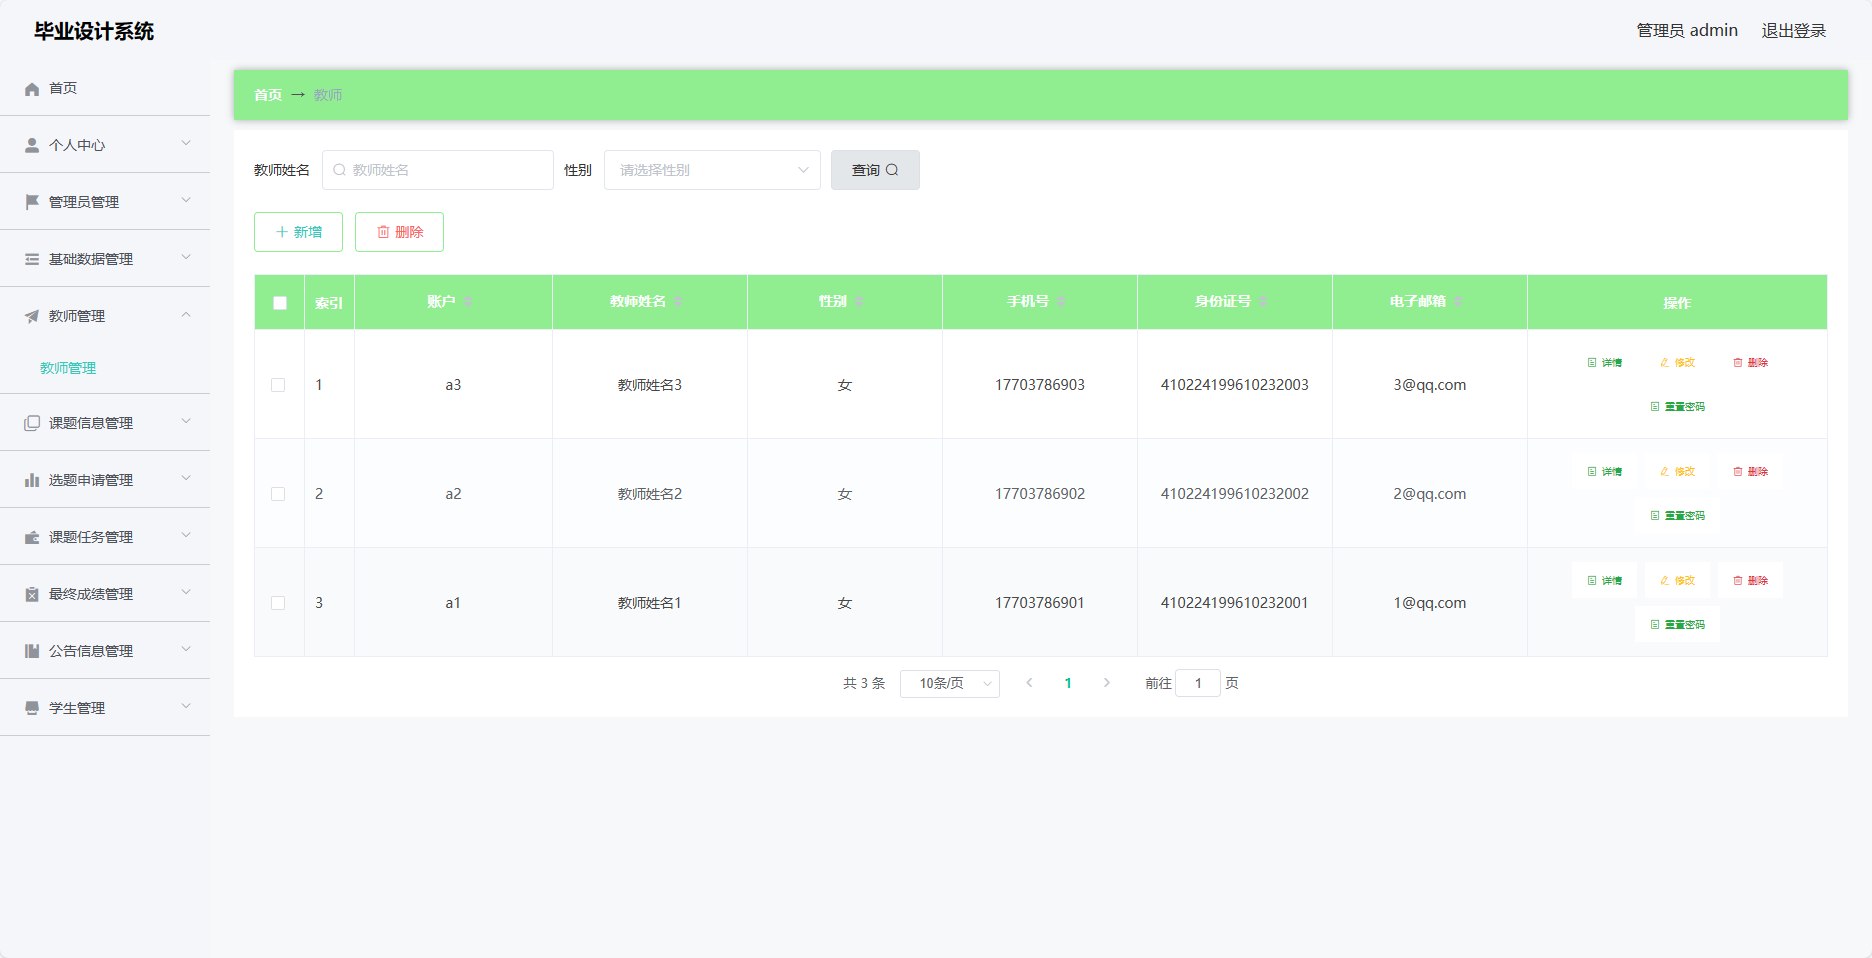 毕业设计系统
管理员 admin 退出登录
首页
个人中心
管理员管理
基础数据管理
教师管理
教师管理
课题信息管理
选题申请管理
课题任务管理
最终成绩管理
公告信息管理
学生管理
首页 → 教师
教师姓名 教师姓名 性别 请选择性别 查询
新增 删除
索引 账户 教师姓名 性别 手机号 身份证号 电子邮箱 操作
1 a3 教师姓名3 女 17703786903 410224199610232003 3@qq.com 详情 修改 删除
重置密码
2 a2 教师姓名2 女 17703786902 410224199610232002 2@qq.com 详情 修改 删除
重置密码
3 a1 教师姓名1 女 17703786901 410224199610232001 1@qq.com 详情 修改 删除
重置密码
共 3 条 10条/页 1 前往 1 页